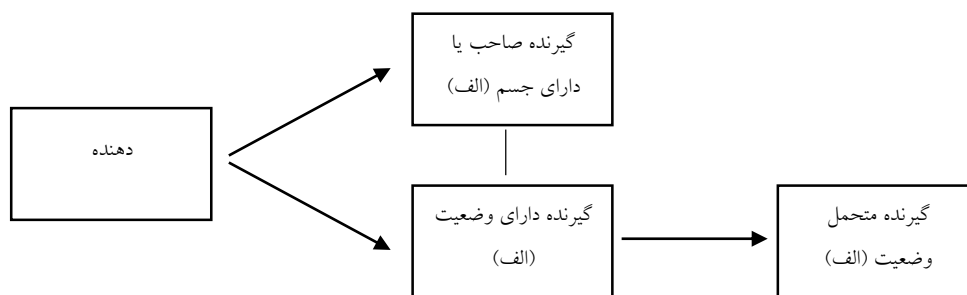 گیرنده صاحب یا
دارای جسم (الف)
دهنده
گیرنده متحمل
وضعیت (الف)
گیرنده دارای وضعیت
(الف)